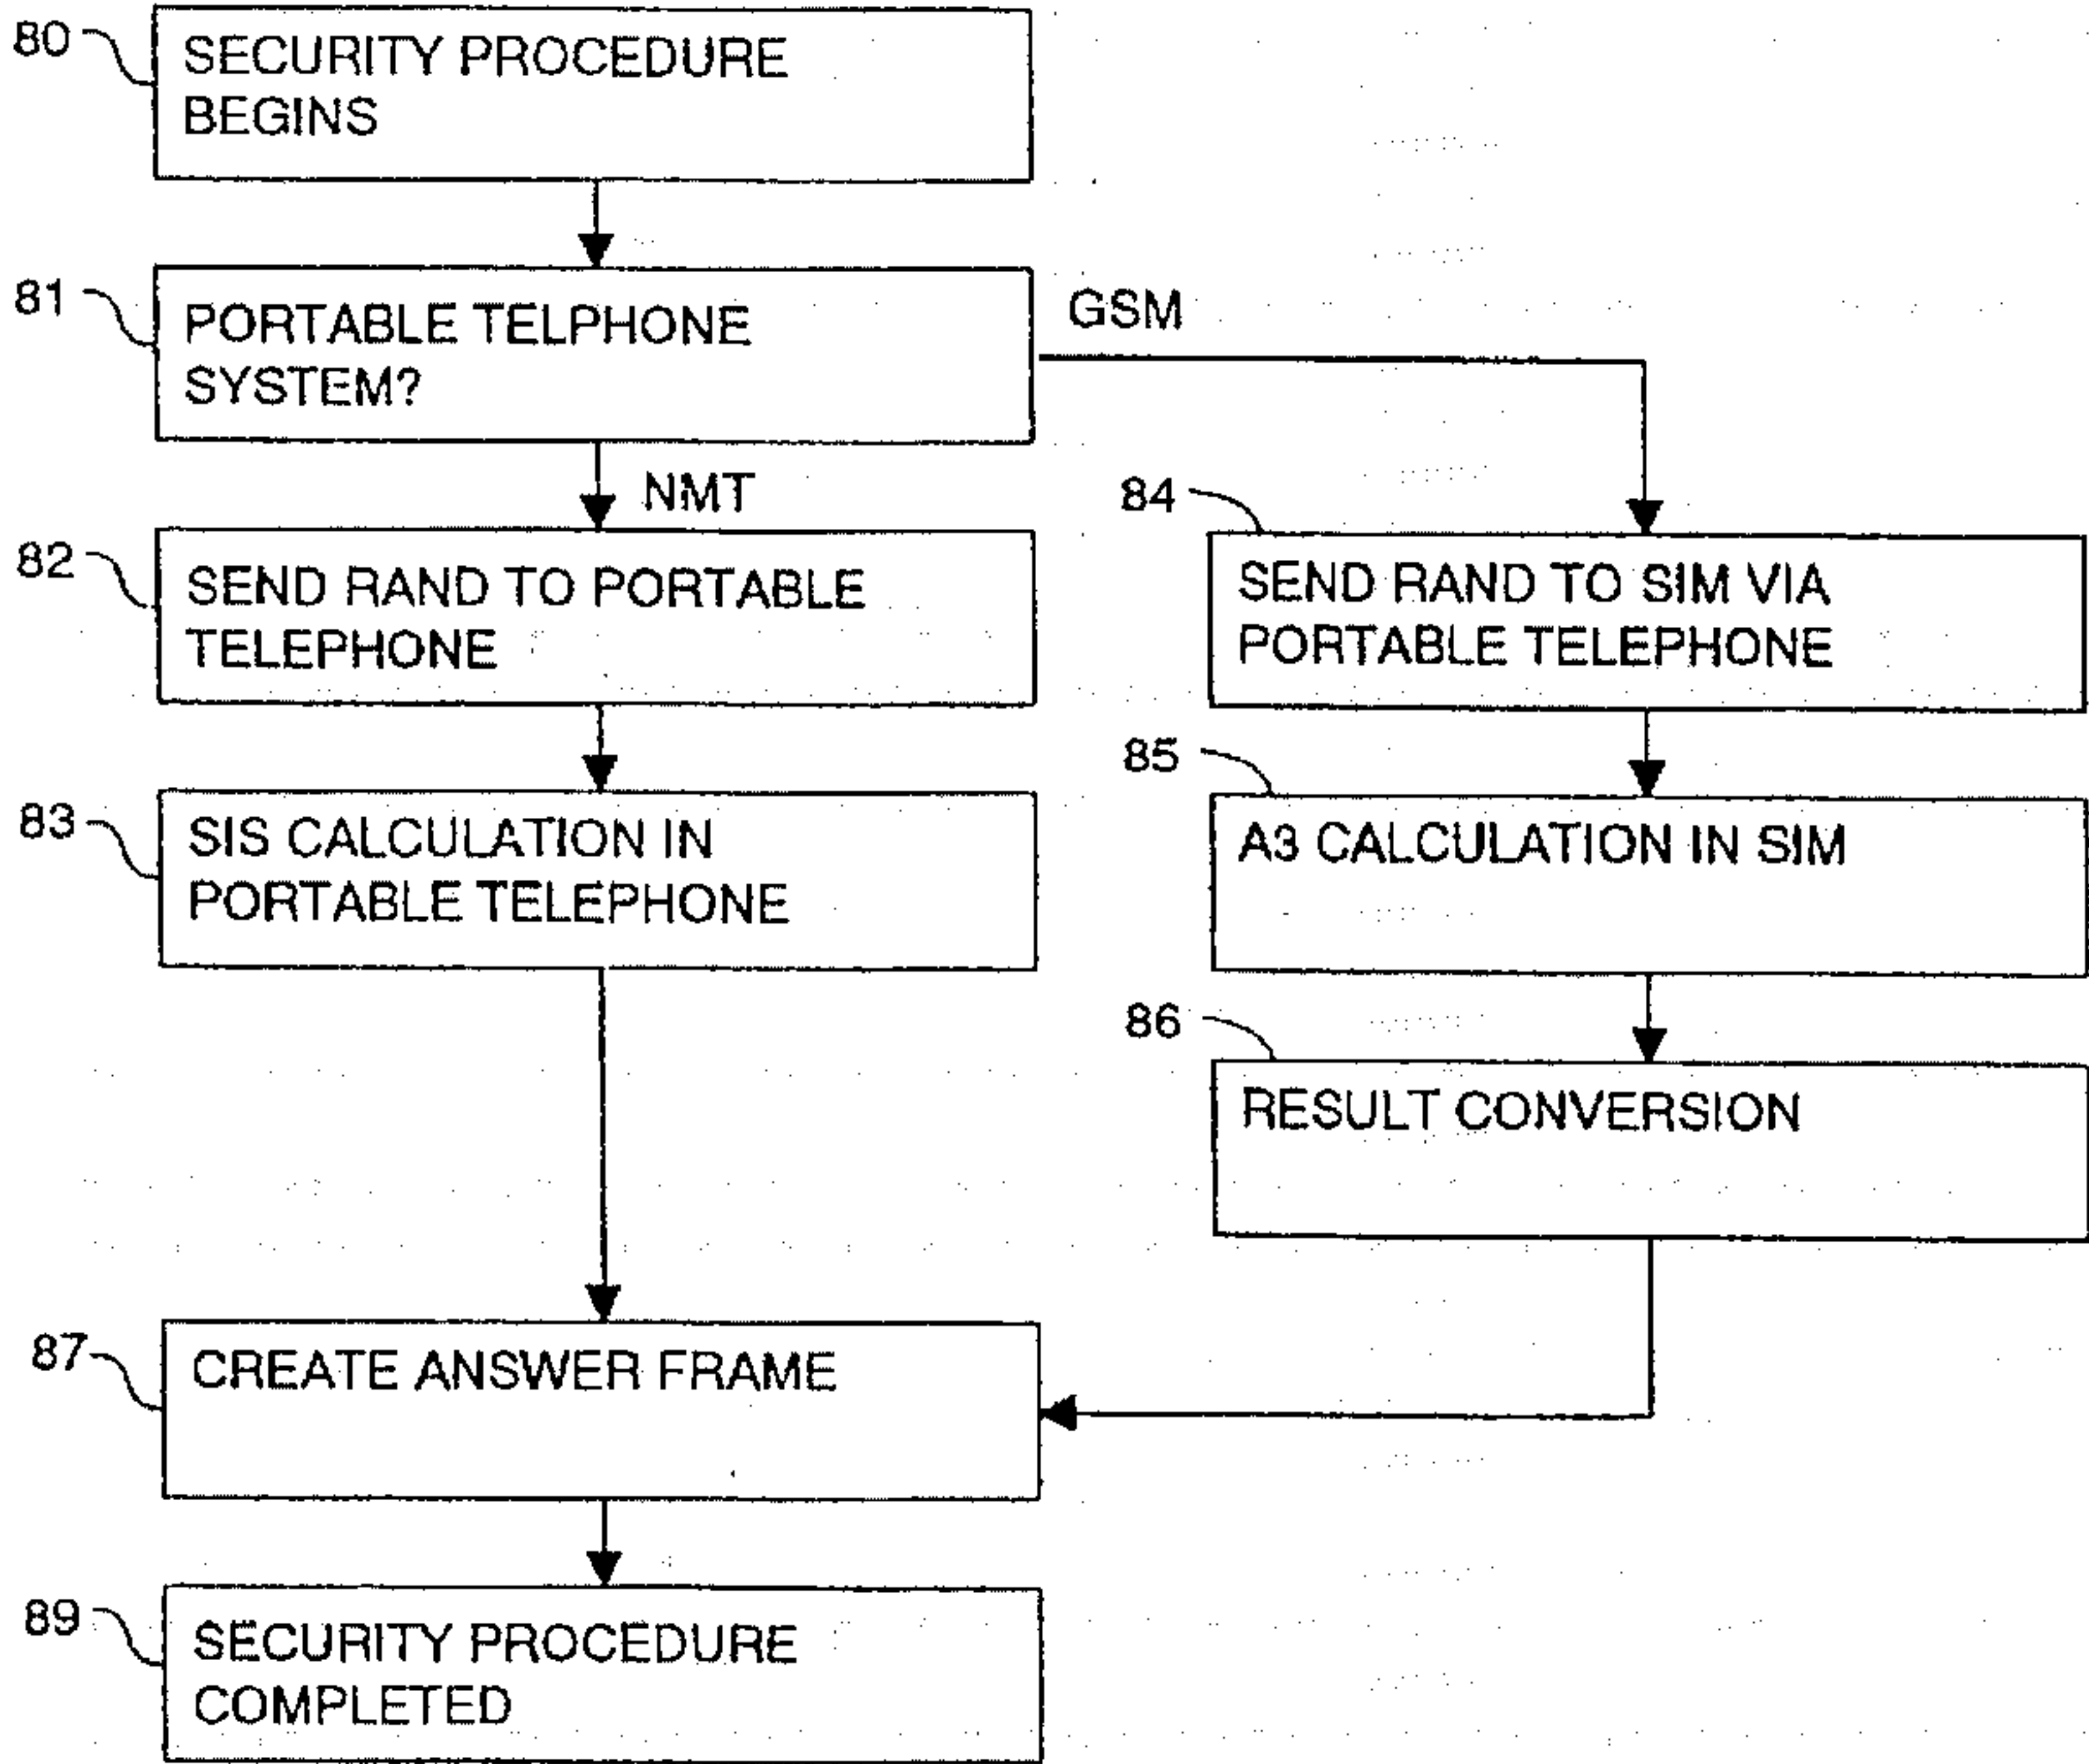 80
SECURITY PROCEDURE
BEGINS
81
PORTABLE TELPHONE
SYSTEM?
GSM
NMT
82
SEND RAND TO PORTABLE
TELEPHONE
83
SIS CALCULATION IN
PORTABLE TELEPHONE
84
SEND RAND TO SIM VIA
PORTABLE TELEPHONE
85
A3 CALCULATION IN SIM
86
RESULT CONVERSION
87
CREATE ANSWER FRAME
89
SECURITY PROCEDURE
COMPLETED